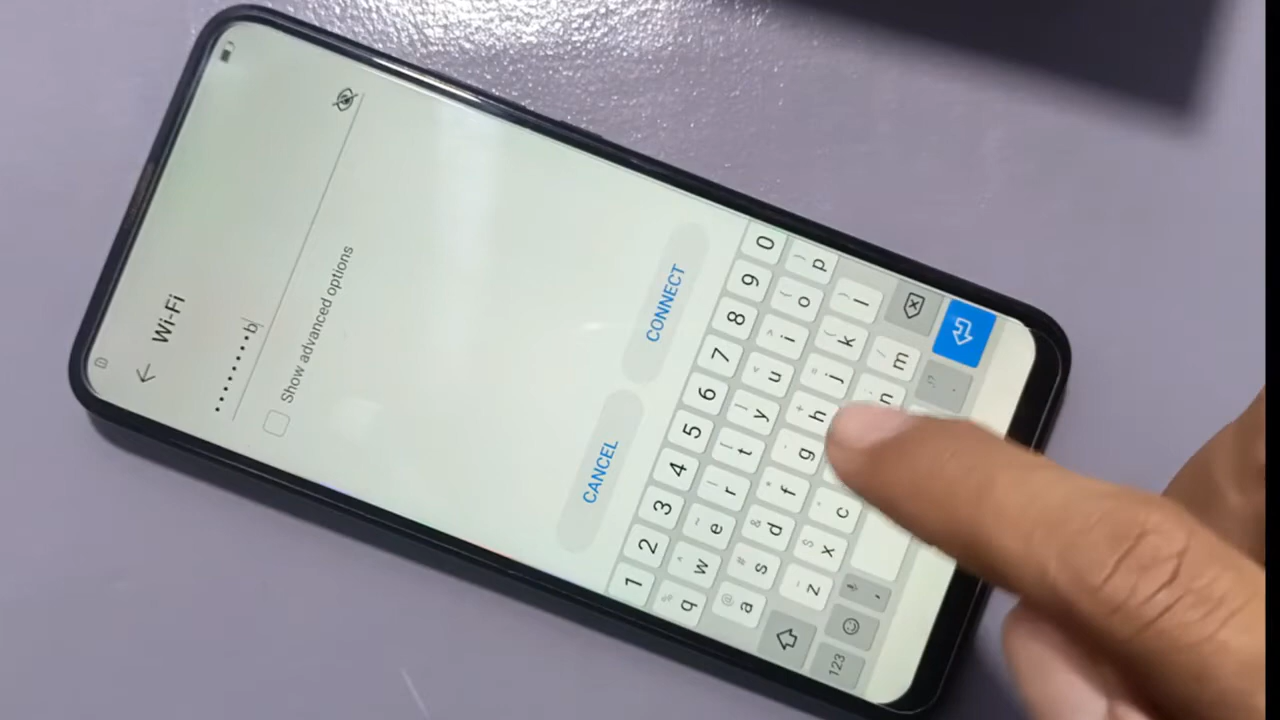 Wi-Fi
••••••••b
Show advanced options
CANCEL CONNECT
1 2 3 4 5 6 7 8 9 0
q w e r t y u i o p
a s d f g h j k l
z x c n m
123 , .